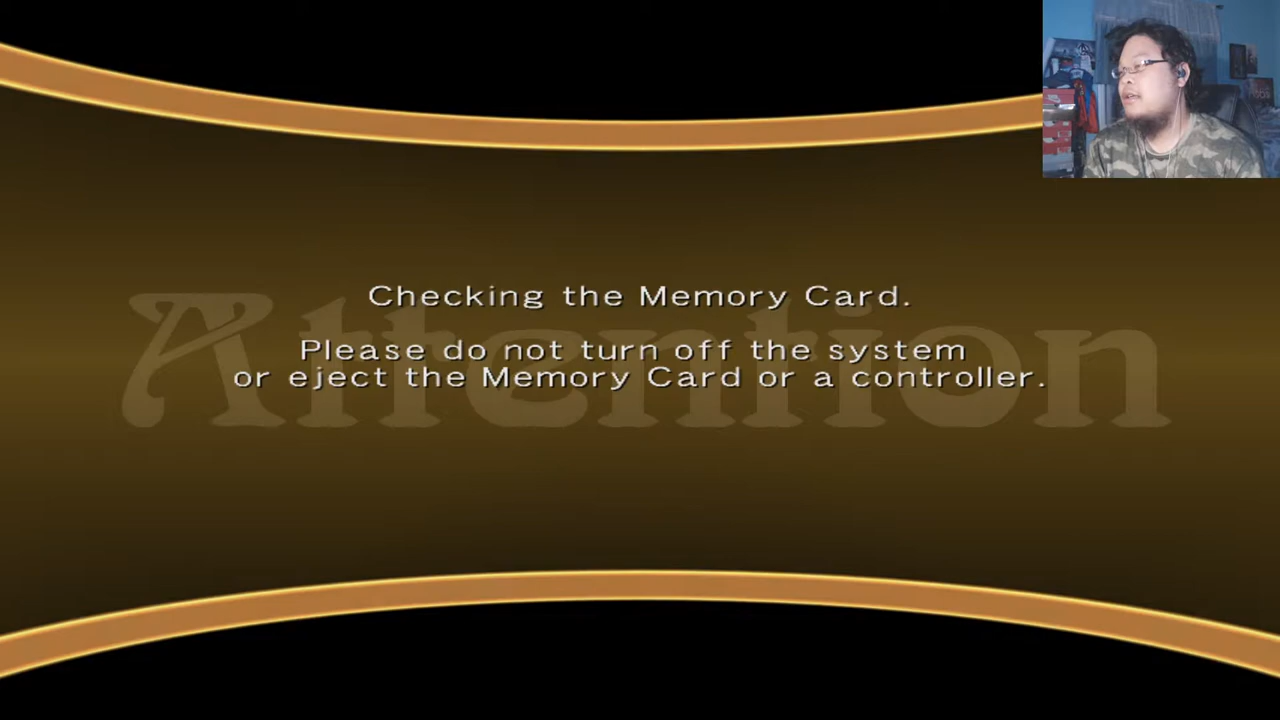 Checking the Memory Card.
Attention
Please do not turn off the system
or eject the Memory Card or a controller.